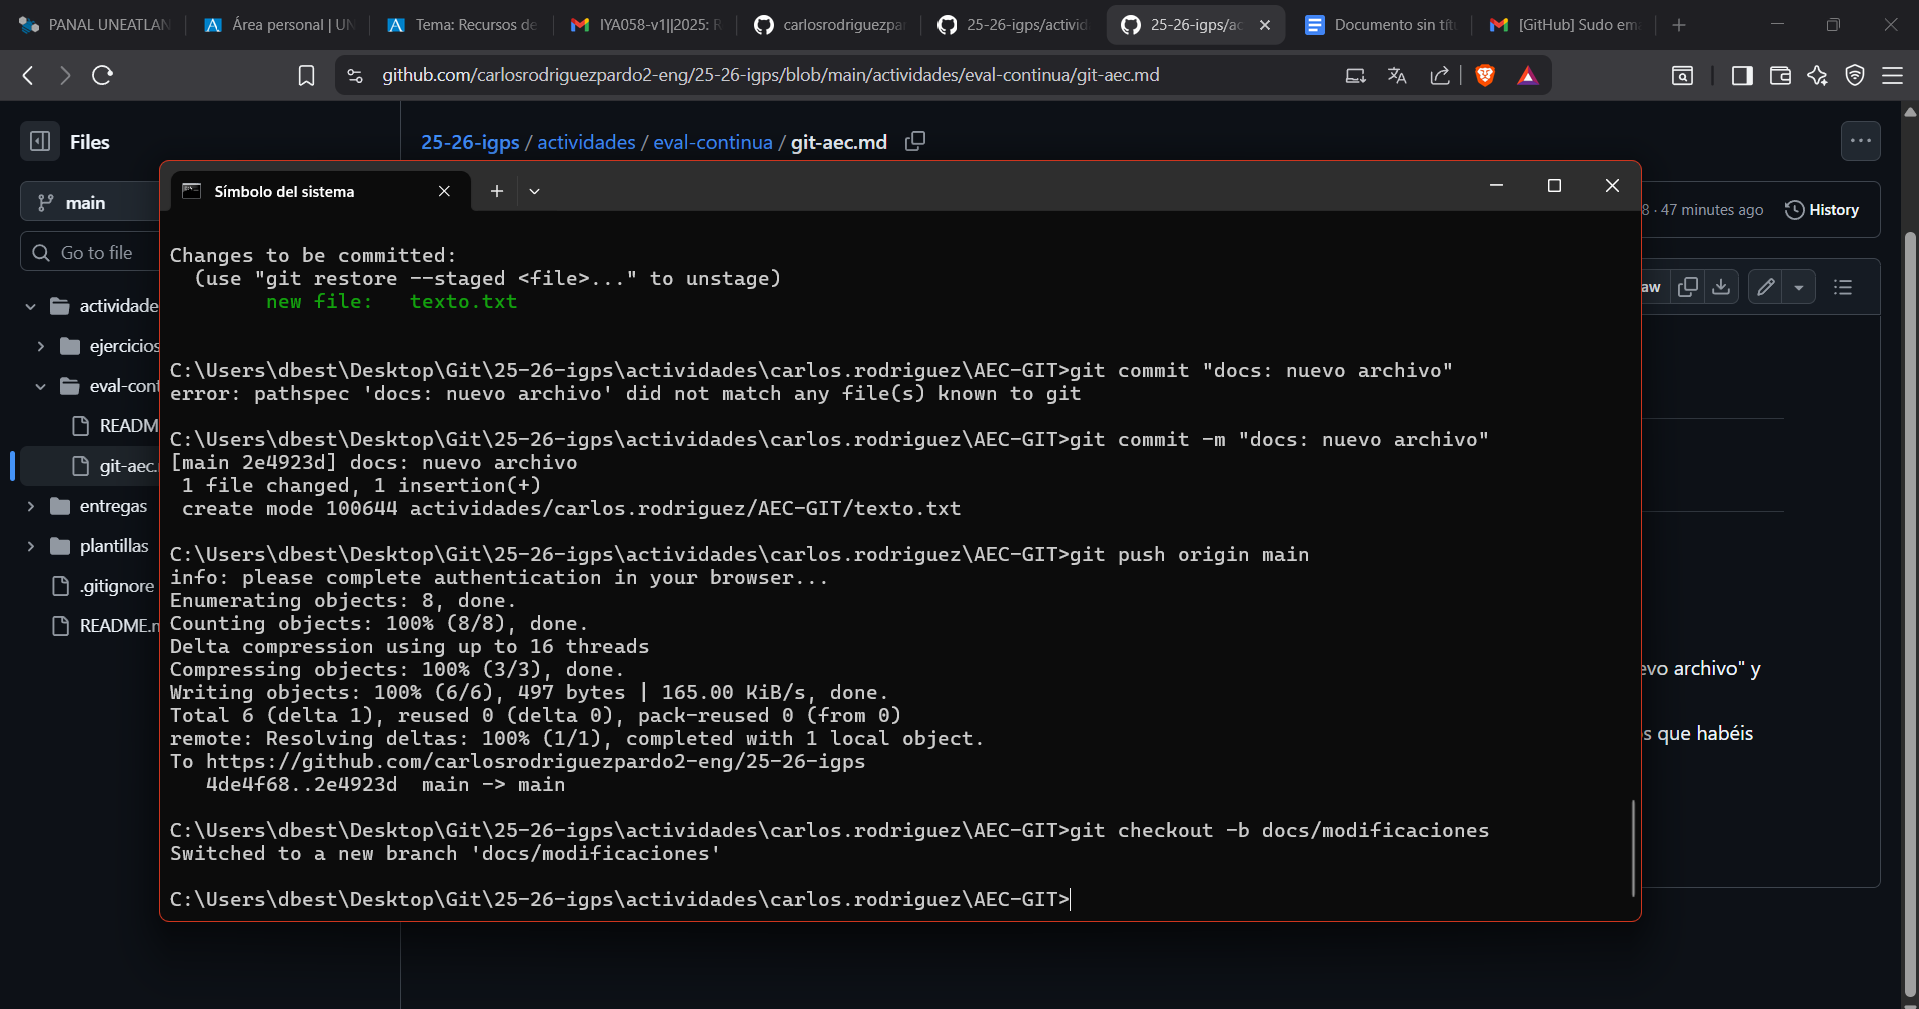 PANAL UNEATLAN
Área personal | UN
Tema: Recursos de
IYA058-v1||2025: R
carlosrodriguezpar
25-26-igps/activid
25-26-igps/ac
Documento sin títu
[GitHub] Sudo ema
github.com/carlosrodriguezpardo2-eng/25-26-igps/blob/main/actividades/eval-continua/git-aec.md
Files
25-26-igps / actividades / eval-continua / git-aec.md
main
Go to file
actividade
ejercicios
eval-cont
READM
git-aec.
entregas
plantillas
.gitignore
README.m
8 · 47 minutes ago
History
aw
evo archivo" y
s que habéis
Símbolo del sistema
Changes to be committed:
(use "git restore --staged <file>..." to unstage)
new file:   texto.txt
C:\Users\dbest\Desktop\Git\25-26-igps\actividades\carlos.rodriguez\AEC-GIT>git commit "docs: nuevo archivo"
error: pathspec 'docs: nuevo archivo' did not match any file(s) known to git
C:\Users\dbest\Desktop\Git\25-26-igps\actividades\carlos.rodriguez\AEC-GIT>git commit -m "docs: nuevo archivo"
[main 2e4923d] docs: nuevo archivo
1 file changed, 1 insertion(+)
create mode 100644 actividades/carlos.rodriguez/AEC-GIT/texto.txt
C:\Users\dbest\Desktop\Git\25-26-igps\actividades\carlos.rodriguez\AEC-GIT>git push origin main
info: please complete authentication in your browser...
Enumerating objects: 8, done.
Counting objects: 100% (8/8), done.
Delta compression using up to 16 threads
Compressing objects: 100% (3/3), done.
Writing objects: 100% (6/6), 497 bytes | 165.00 KiB/s, done.
Total 6 (delta 1), reused 0 (delta 0), pack-reused 0 (from 0)
remote: Resolving deltas: 100% (1/1), completed with 1 local object.
To https://github.com/carlosrodriguezpardo2-eng/25-26-igps
4de4f68..2e4923d  main -> main
C:\Users\dbest\Desktop\Git\25-26-igps\actividades\carlos.rodriguez\AEC-GIT>git checkout -b docs/modificaciones
Switched to a new branch 'docs/modificaciones'
C:\Users\dbest\Desktop\Git\25-26-igps\actividades\carlos.rodriguez\AEC-GIT>